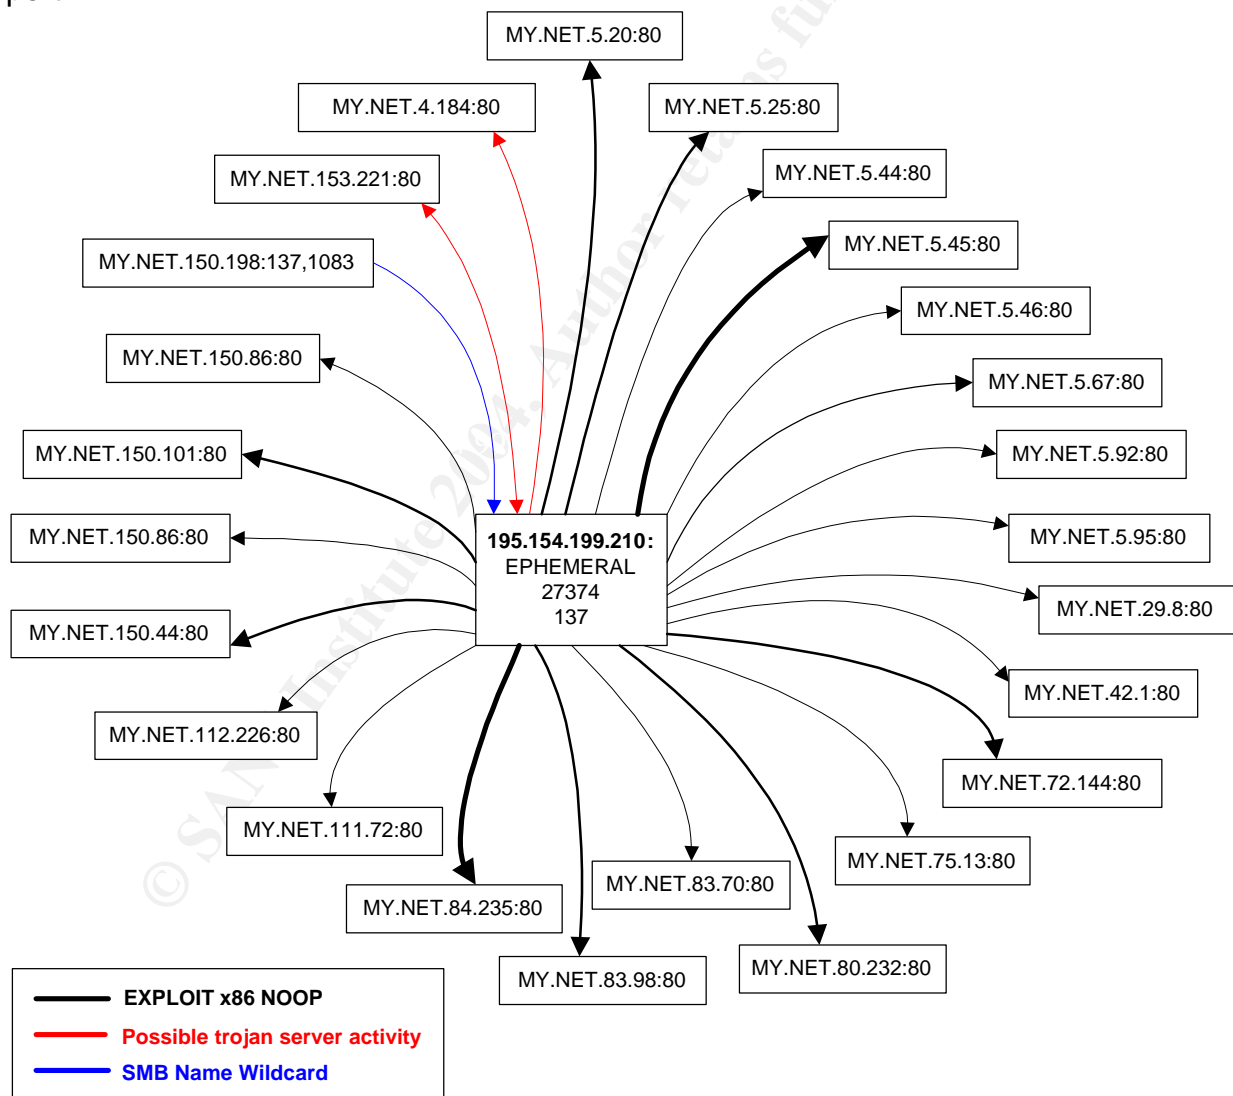 MY.NET.5.20:80
MY.NET.4.184:80
MY.NET.5.25:80
MY.NET.153.221:80
MY.NET.5.44:80
MY.NET.5.45:80
MY.NET.150.198:137,1083
MY.NET.5.46:80
MY.NET.150.86:80
MY.NET.5.67:80
MY.NET.150.101:80
MY.NET.5.92:80
MY.NET.150.86:80
MY.NET.5.95:80
195.154.199.210:
EPHEMERAL
27374
137
MY.NET.29.8:80
MY.NET.150.44:80
MY.NET.42.1:80
MY.NET.112.226:80
MY.NET.72.144:80
MY.NET.111.72:80
MY.NET.75.13:80
MY.NET.83.70:80
MY.NET.84.235:80
MY.NET.80.232:80
MY.NET.83.98:80
EXPLOIT x86 NOOP
Possible trojan server activity
SMB Name Wildcard
© SANS Institute 2004, Author retains